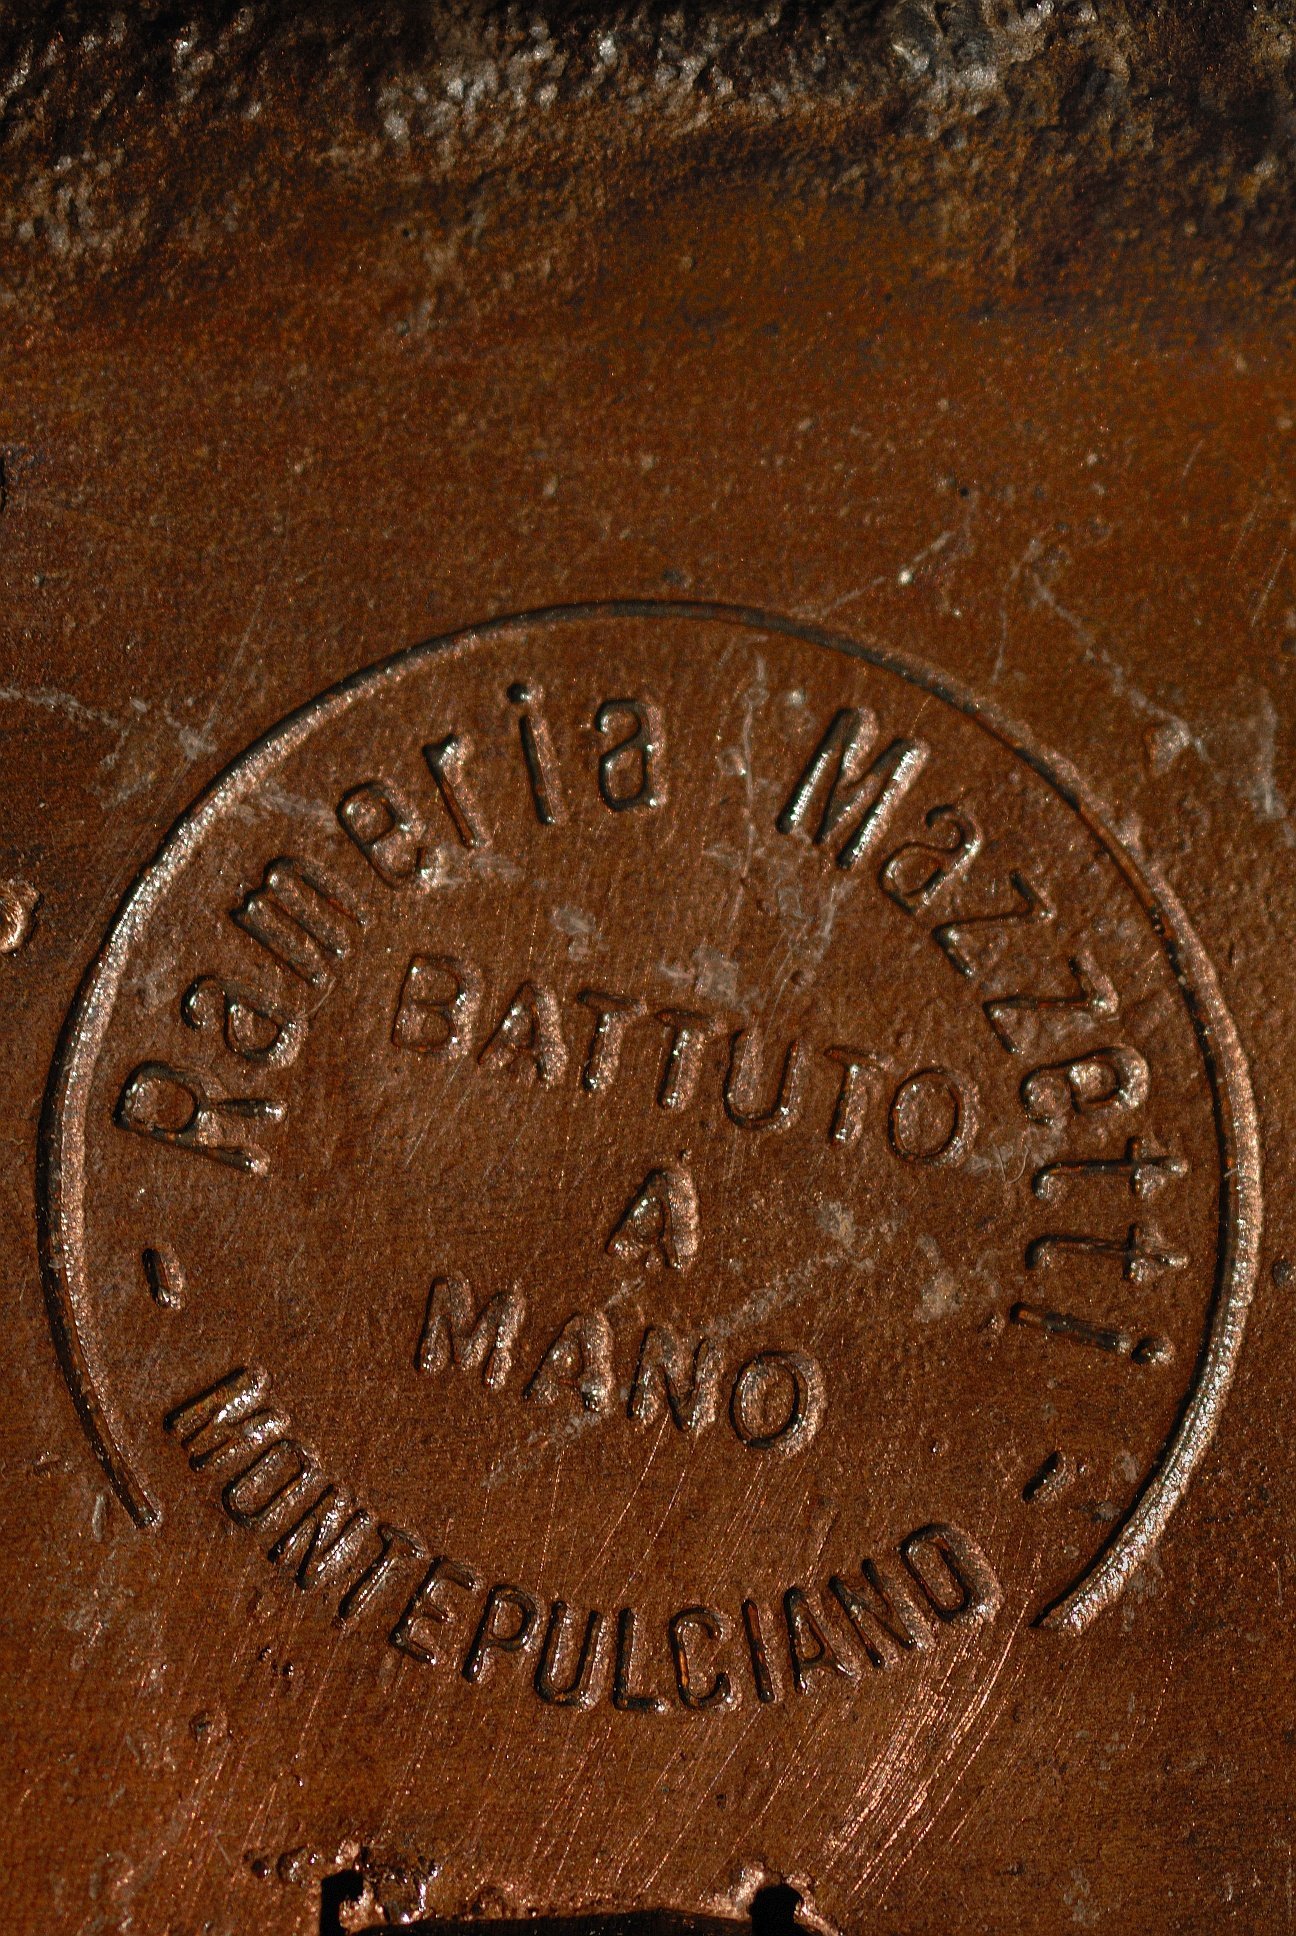 Rameria Mazzetti
BATTUTO
A
MANO
- MONTEPULCIANO -